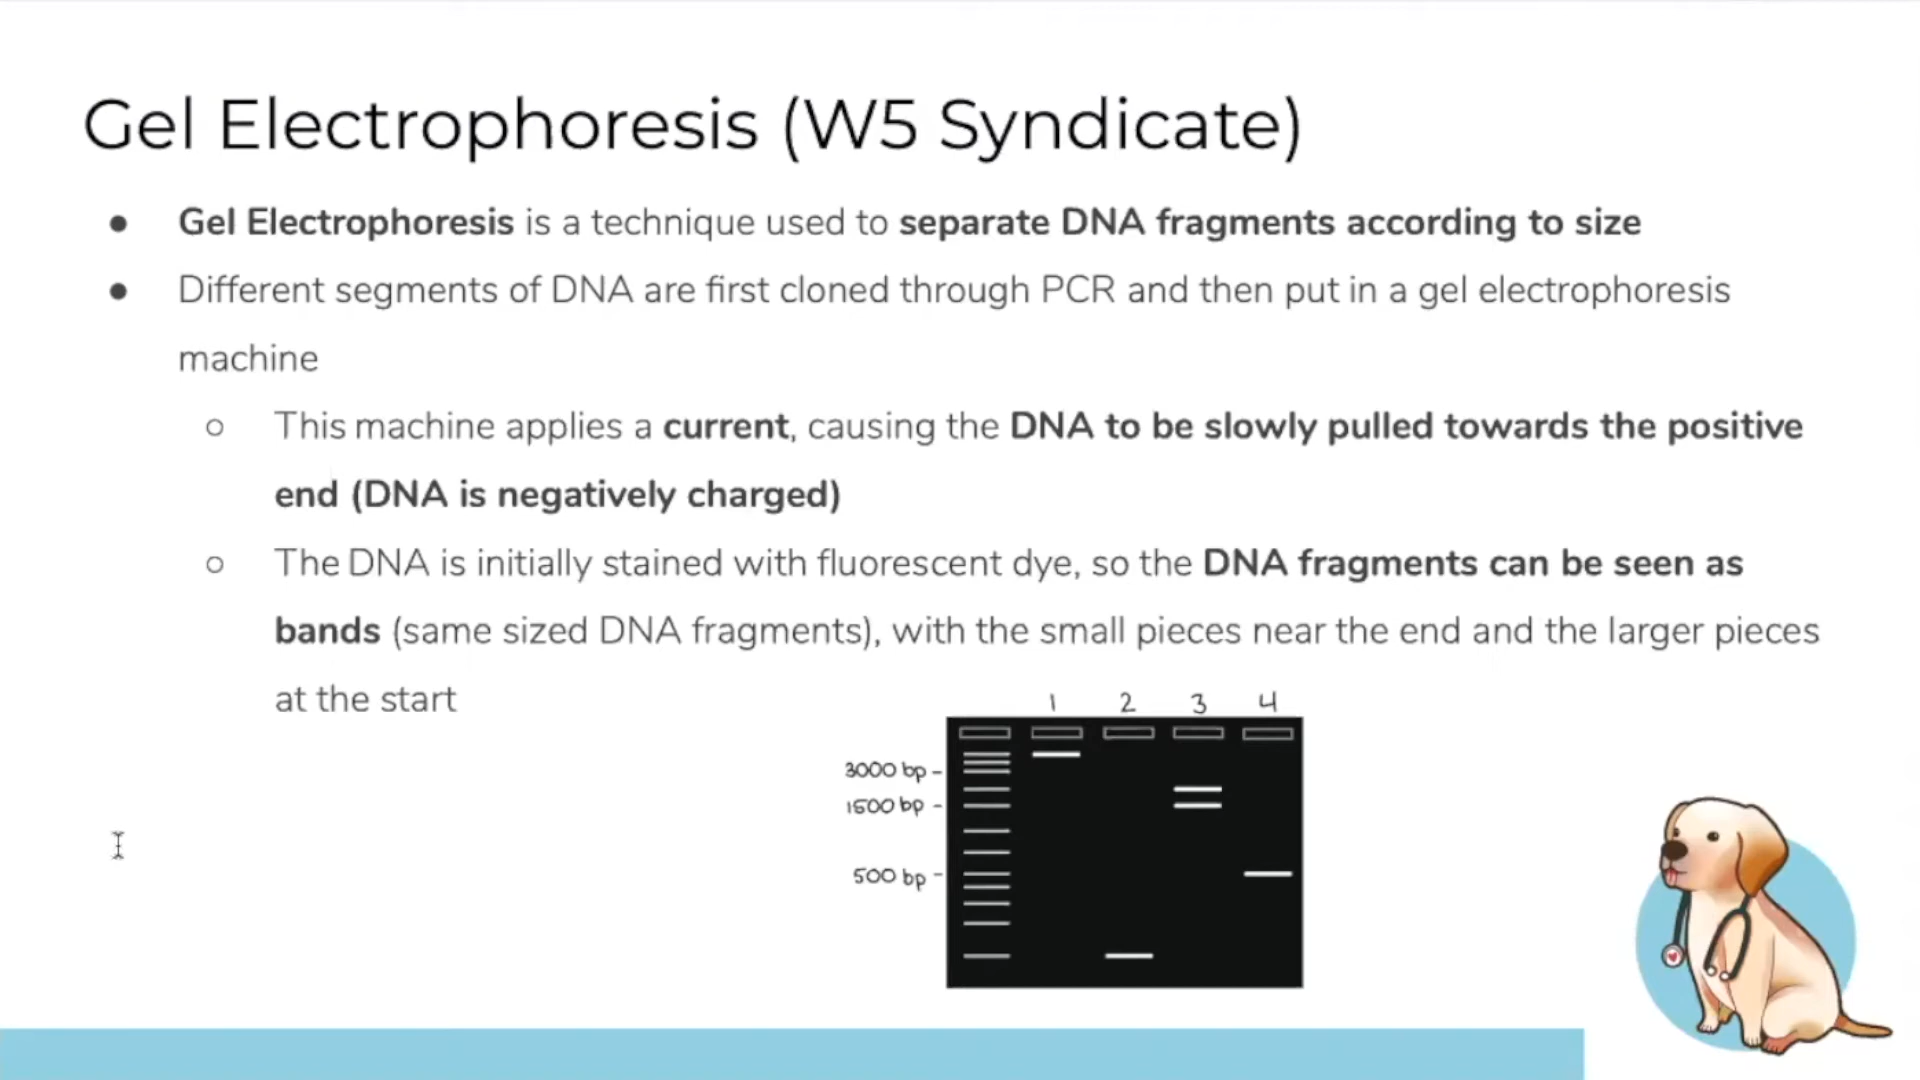 Gel Electrophoresis (W5 Syndicate)
● Gel Electrophoresis is a technique used to separate DNA fragments according to size
● Different segments of DNA are first cloned through PCR and then put in a gel electrophoresis
machine
○ This machine applies a current, causing the DNA to be slowly pulled towards the positive
end (DNA is negatively charged)
○ The DNA is initially stained with fluorescent dye, so the DNA fragments can be seen as
bands (same sized DNA fragments), with the small pieces near the end and the larger pieces
at the start
1 2 3 4
3000 bp -
1500 bp -
500 bp -